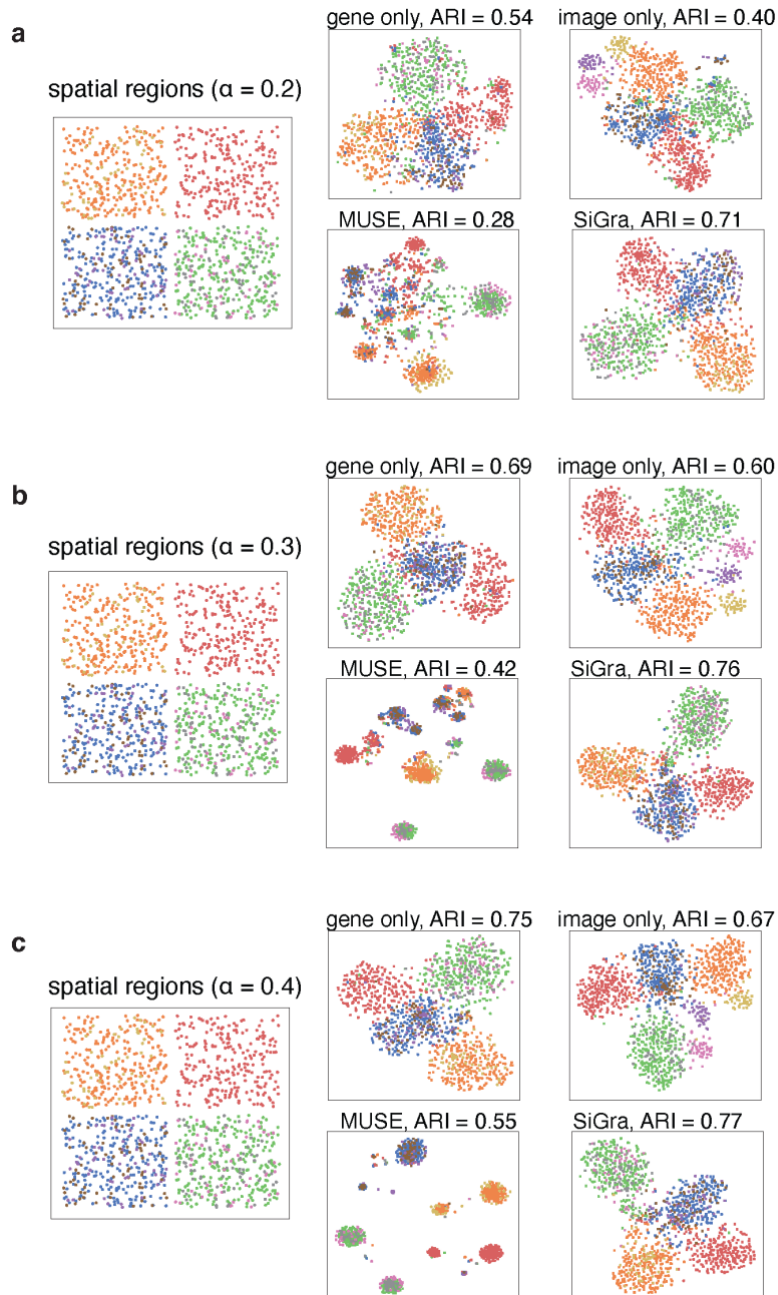 a
spatial regions (α = 0.2)
gene only, ARI = 0.54
image only, ARI = 0.40
MUSE, ARI = 0.28
SiGra, ARI = 0.71
b
spatial regions (α = 0.3)
gene only, ARI = 0.69
image only, ARI = 0.60
MUSE, ARI = 0.42
SiGra, ARI = 0.76
c
spatial regions (α = 0.4)
gene only, ARI = 0.75
image only, ARI = 0.67
MUSE, ARI = 0.55
SiGra, ARI = 0.77